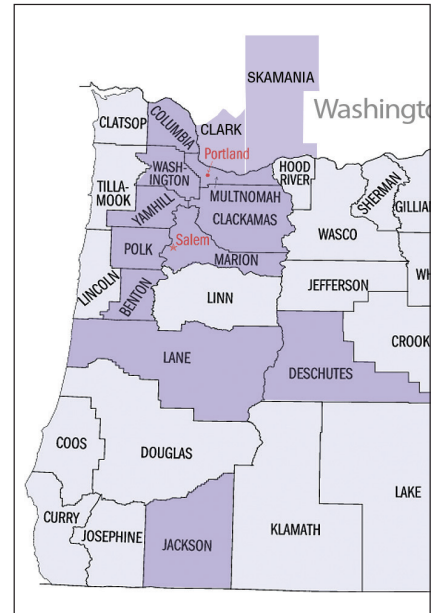 SKAMANIA
Washingto
CLATSOP
COLUMBIA
CLARK
Portland
WASH-
INGTON
HOOD
RIVER
SHERMAN
GILLIA
TILLA-
MOOK
YAMHILL
MULTNOMAH
CLACKAMAS
WASCO
POLK
Salem
MARION
WH
LINCOLN
BENTON
LINN
JEFFERSON
CROOK
LANE
DESCHUTES
COOS
DOUGLAS
LAKE
CURRY
JOSEPHINE
JACKSON
KLAMATH